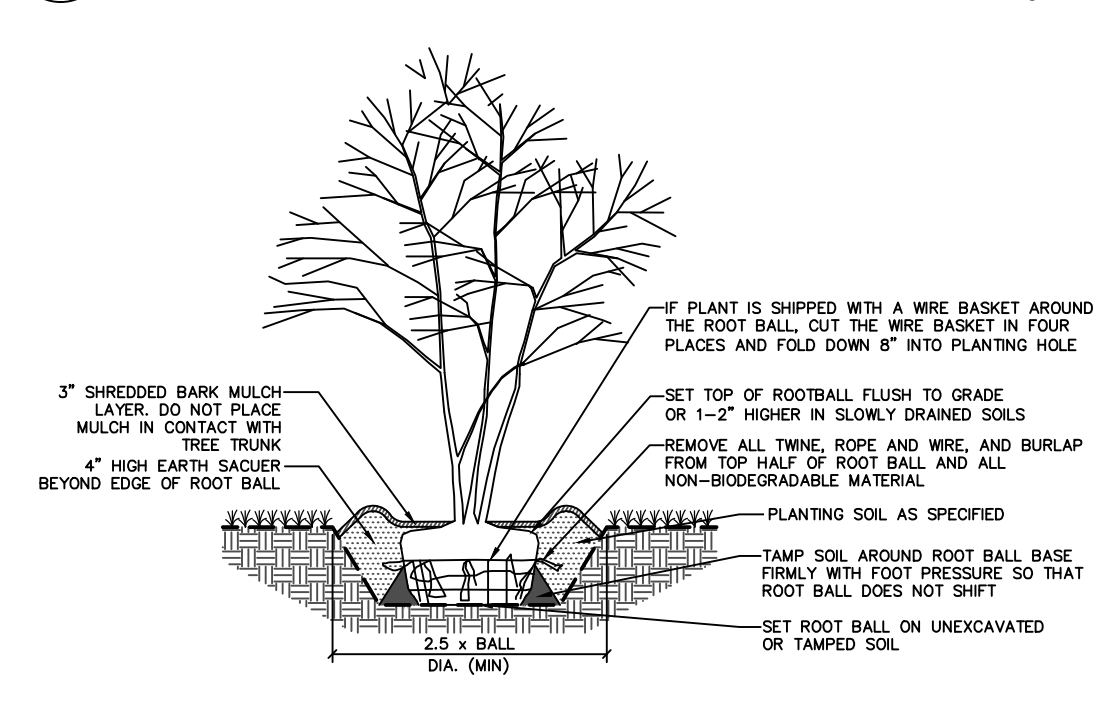 IF PLANT IS SHIPPED WITH A WIRE BASKET AROUND
THE ROOT BALL, CUT THE WIRE BASKET IN FOUR
PLACES AND FOLD DOWN 8" INTO PLANTING HOLE
3" SHREDDED BARK MULCH
LAYER. DO NOT PLACE
MULCH IN CONTACT WITH
TREE TRUNK
4" HIGH EARTH SACUER
BEYOND EDGE OF ROOT BALL
SET TOP OF ROOTBALL FLUSH TO GRADE
OR 1-2" HIGHER IN SLOWLY DRAINED SOILS
REMOVE ALL TWINE, ROPE AND WIRE, AND BURLAP
FROM TOP HALF OF ROOT BALL AND ALL
NON-BIODEGRADABLE MATERIAL
PLANTING SOIL AS SPECIFIED
TAMP SOIL AROUND ROOT BALL BASE
FIRMLY WITH FOOT PRESSURE SO THAT
ROOT BALL DOES NOT SHIFT
SET ROOT BALL ON UNEXCAVATED
OR TAMPED SOIL
2.5 x BALL
DIA. (MIN)